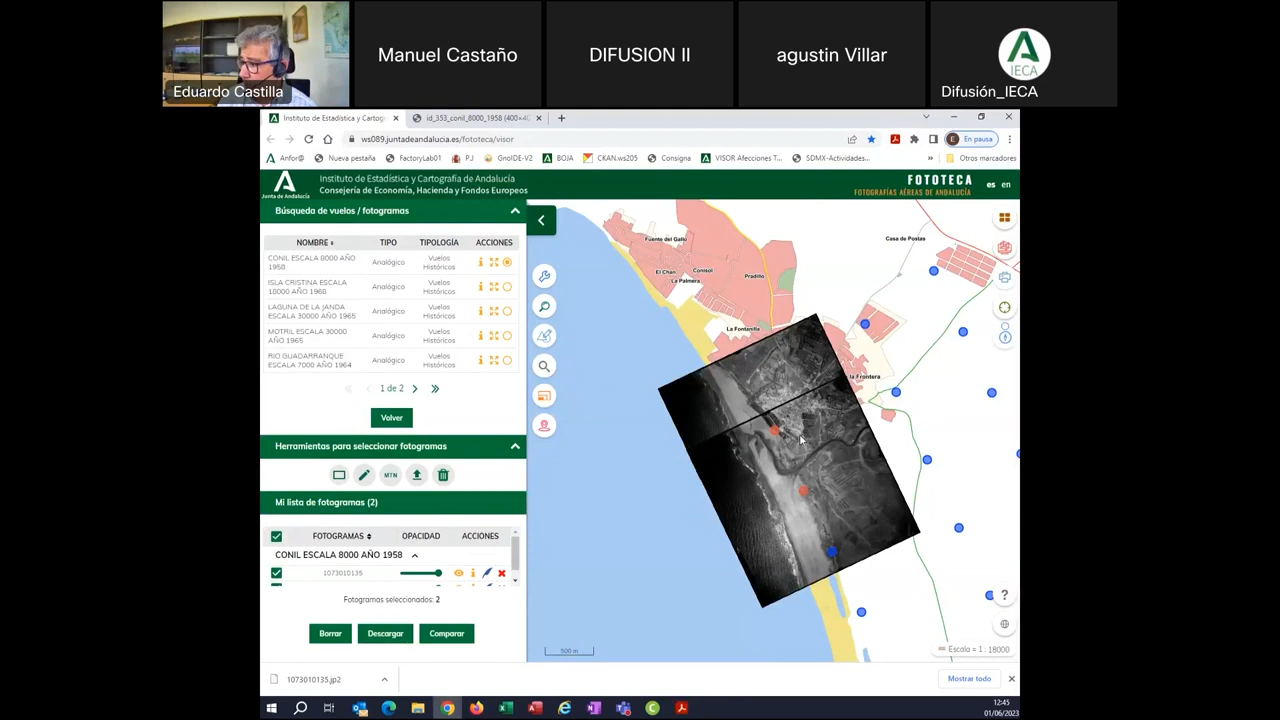 Eduardo Castilla
Manuel Castaño
DIFUSION II
agustin Villar
IECA
Difusión_IECA
Instituto de Estadística y Cartogr
id_353_conil_8000_1958 (400×4
ws089.juntadeandalucia.es/fototeca/visor
En pausa
Anfor@
Nueva pestaña
FactoryLab01
PJ
GnoIDE-V2
BOJA
CKAN.ws205
Consigna
VISOR Afecciones T...
SDMX-Actividades...
Otros marcadores
Junta de Andalucía
Instituto de Estadística y Cartografía de Andalucía
Consejería de Economía, Hacienda y Fondos Europeos
FOTOTECA
FOTOGRAFÍAS AÉREAS DE ANDALUCÍA
es en
Búsqueda de vuelos / fotogramas
NOMBRE TIPO TIPOLOGÍA ACCIONES
CONIL ESCALA 8000 AÑO
1958
Analógico
Vuelos
Históricos
ISLA CRISTINA ESCALA
18000 AÑO 1968
Analógico
Vuelos
Históricos
LAGUNA DE LA JANDA
ESCALA 30000 AÑO 1965
Analógico
Vuelos
Históricos
MOTRIL ESCALA 30000
AÑO 1965
Analógico
Vuelos
Históricos
RIO GUADARRANQUE
ESCALA 7000 AÑO 1964
Analógico
Vuelos
Históricos
1 de 2
Volver
Herramientas para seleccionar fotogramas
MTN
Mi lista de fotogramas (2)
FOTOGRAMAS OPACIDAD ACCIONES
CONIL ESCALA 8000 AÑO 1958
1073010135
Fotogramas seleccionados: 2
Borrar
Descargar
Comparar
Fuente del Gallo
El Chan
Conisol
La Palmera
Pradillo
La Fontanilla
la Frontera
Casa de Postas
500 m
?
Escala = 1 : 18000
1073010135.jp2
Mostrar todo
12:45
01/06/2023